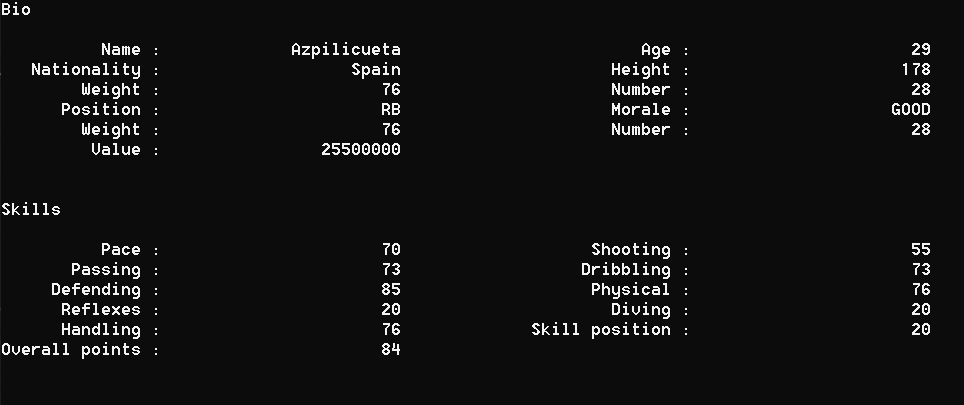 Bio
Name : Azpilicueta Age : 29
Nationality : Spain Height : 178
Weight : 76 Number : 28
Position : RB Morale : GOOD
Weight : 76 Number : 28
Value : 25500000
Skills
Pace : 70 Shooting : 55
Passing : 73 Dribbling : 73
Defending : 85 Physical : 76
Reflexes : 20 Diving : 20
Handling : 76 Skill position : 20
Overall points : 84